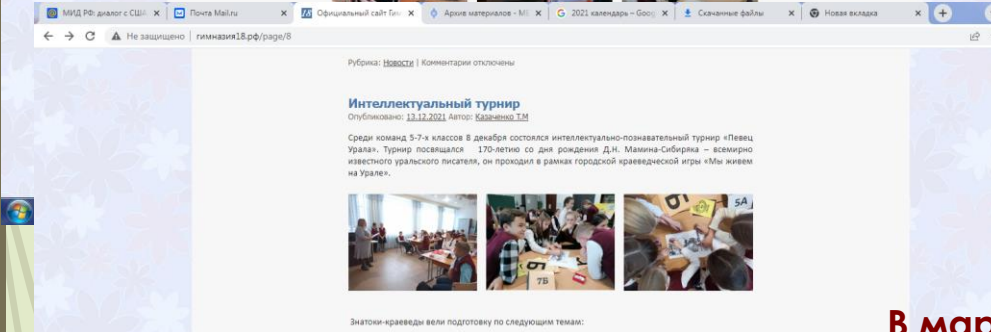 МИД РФ: диалог с США
Почта Mail.ru
Официальный сайт Гим
Архив материалов - М
2021 календарь – Goog
Скачанные файлы
Новая вкладка
Не защищено | гимназия18.рф/page/8
Рубрика: Новости | Комментарии отключены
Интеллектуальный турнир
Опубликовано: 13.12.2021 Автор: Казаченко Т.М
Среди команд 5-7-х классов 8 декабря состоялся интеллектуально-познавательный турнир «Певец
Урала». Турнир посвящался 170-летию со дня рождения Д.Н. Мамина-Сибиряка – всемирно
известного уральского писателя, он проходил в рамках городской краеведческой игры «Мы живем
на Урале».
Б
5А
7Б
Знатоки-краеведы вели подготовку по следующим темам:
В мар